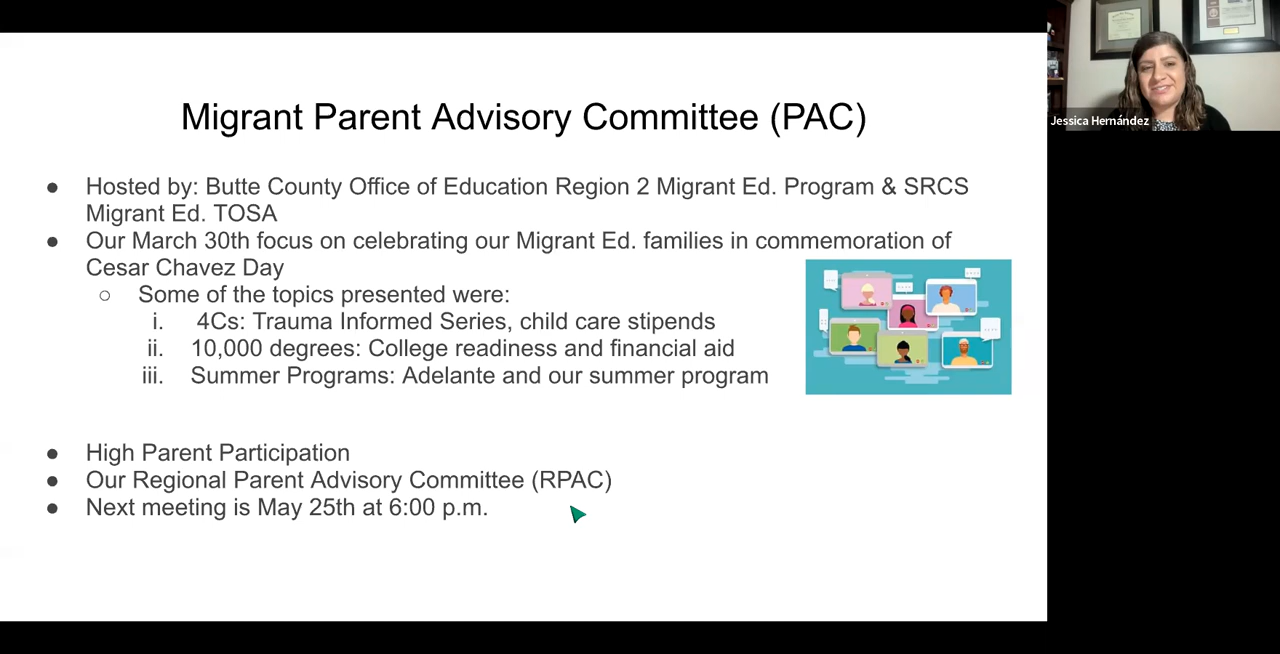 Migrant Parent Advisory Committee (PAC)
● Hosted by: Butte County Office of Education Region 2 Migrant Ed. Program & SRCS
Migrant Ed. TOSA
● Our March 30th focus on celebrating our Migrant Ed. families in commemoration of
Cesar Chavez Day
○ Some of the topics presented were:
i. 4Cs: Trauma Informed Series, child care stipends
ii. 10,000 degrees: College readiness and financial aid
iii. Summer Programs: Adelante and our summer program
● High Parent Participation
● Our Regional Parent Advisory Committee (RPAC)
● Next meeting is May 25th at 6:00 p.m.
Jessica Hernández